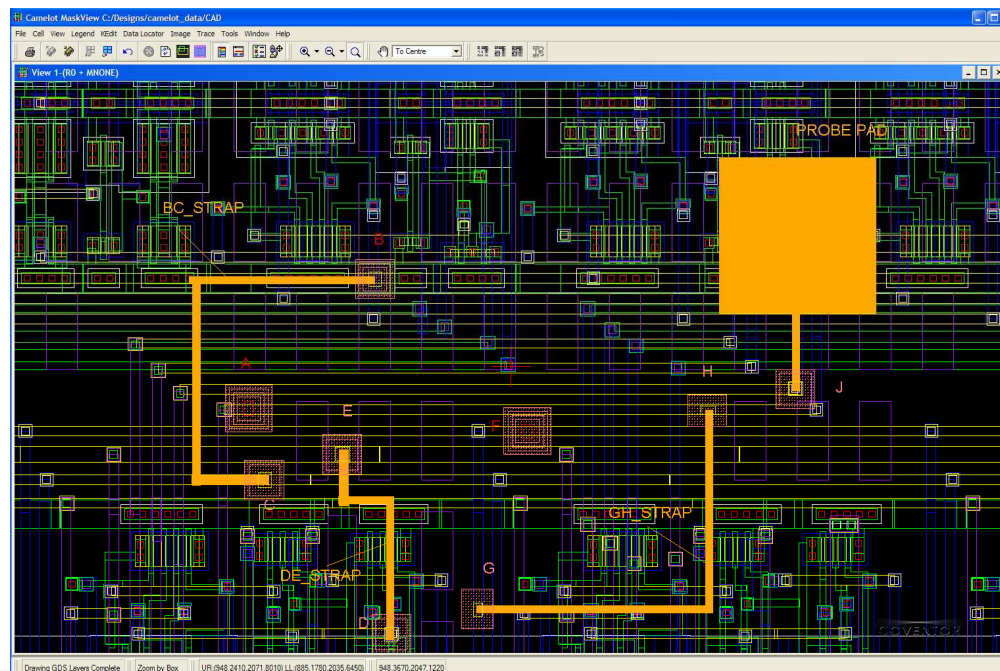 Camelot MaskView C:/Designs/camelot_data/CAD
File Cell View Legend KEdit Data Locator Image Trace Tools Window Help
To Centre
View 1-(R0 + MNONE)
PROBE PAD
BC_STRAP
B
A
H
J
E
F
C
GH_STRAP
G
DE_STRAP
D
COVENTOR
Drawing GDS Layers Complete Zoom by Box UR:(948.2410,2071.8010) LL:(885.1780,2035.6450) 948.3670,2047.1220